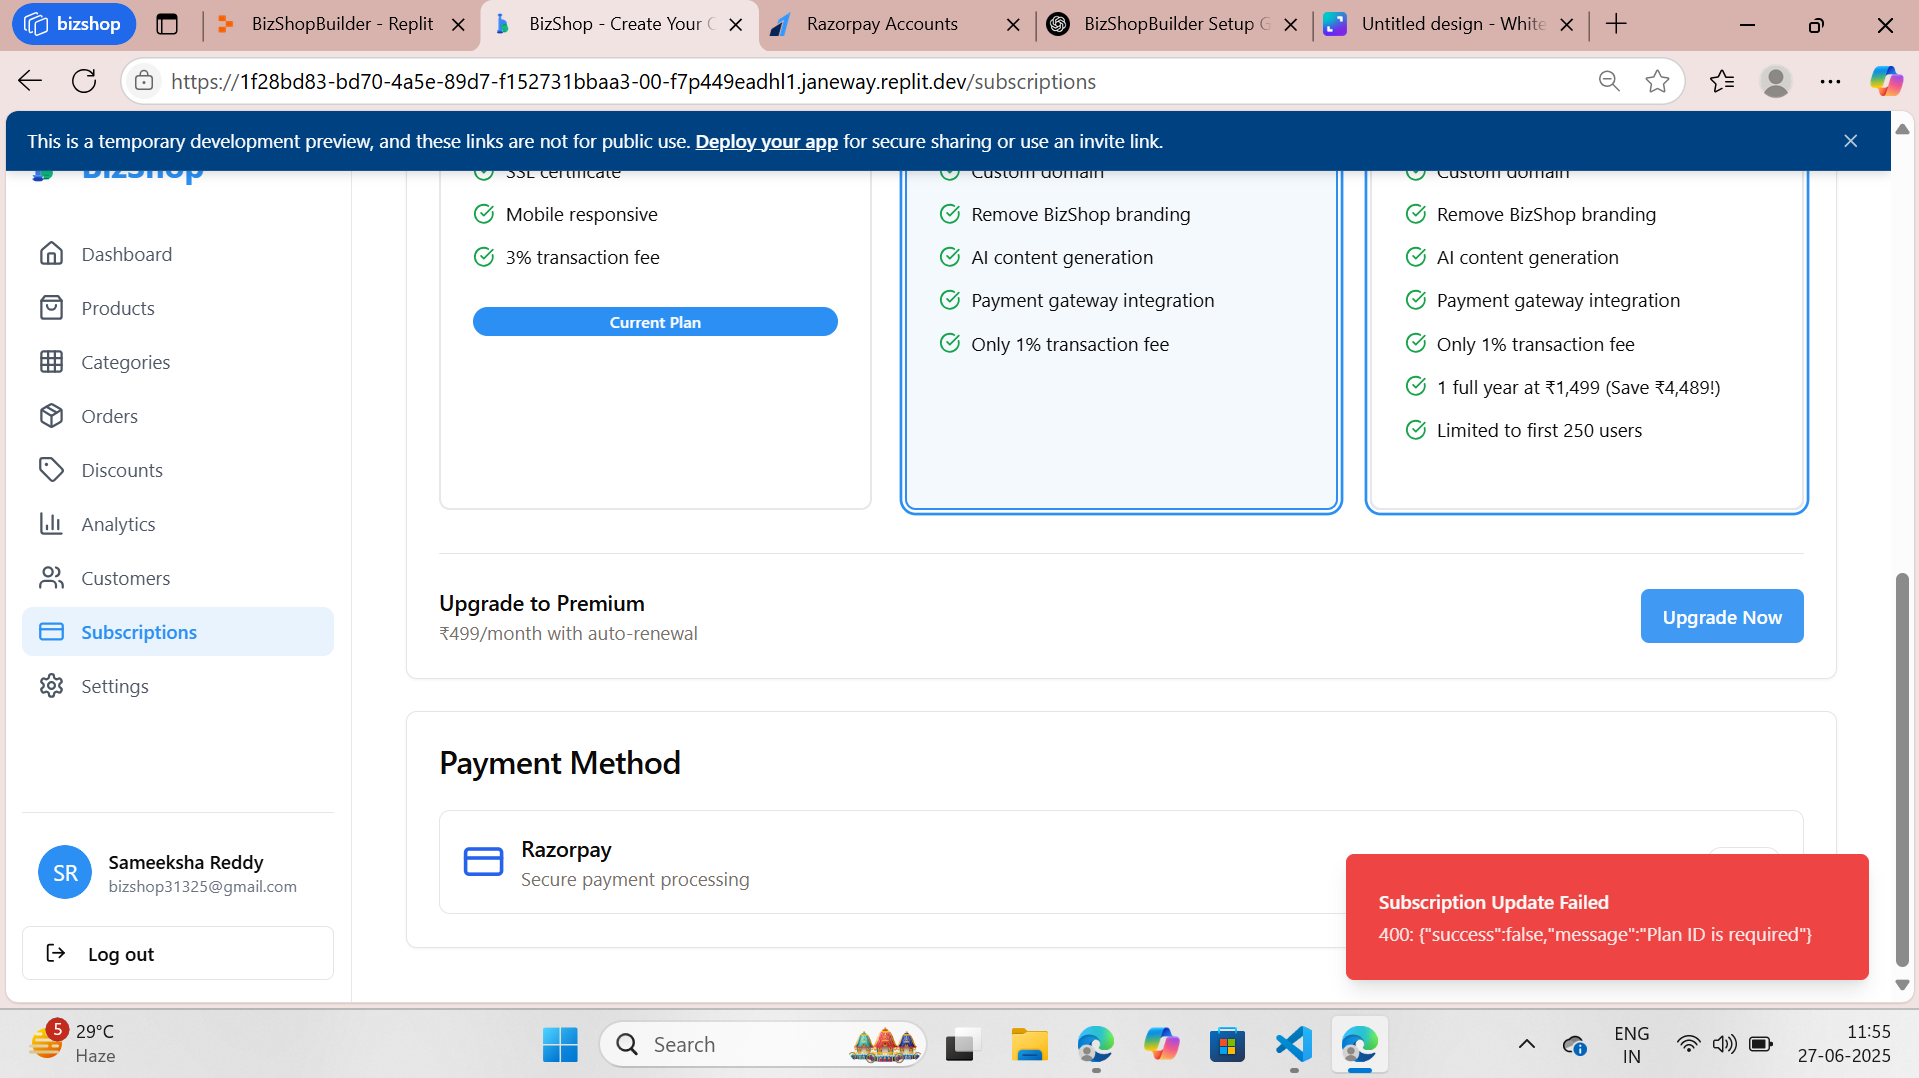 bizshop
BizShopBuilder - Replit
BizShop - Create Your
Razorpay Accounts
BizShopBuilder Setup
Untitled design - White
https://1f28bd83-bd70-4a5e-89d7-f152731bbaa3-00-f7p449eadhl1.janeway.replit.dev/subscriptions
This is a temporary development preview, and these links are not for public use. Deploy your app for secure sharing or use an invite link.
BizShop
Dashboard
Products
Categories
Orders
Discounts
Analytics
Customers
Subscriptions
Settings
SR
Sameeksha Reddy
bizshop31325@gmail.com
Log out
SSL certificate
Mobile responsive
3% transaction fee
Current Plan
Custom domain
Remove BizShop branding
AI content generation
Payment gateway integration
Only 1% transaction fee
Custom domain
Remove BizShop branding
AI content generation
Payment gateway integration
Only 1% transaction fee
1 full year at ₹1,499 (Save ₹4,489!)
Limited to first 250 users
Upgrade to Premium
₹499/month with auto-renewal
Upgrade Now
Payment Method
Razorpay
Secure payment processing
Subscription Update Failed
400: {"success":false,"message":"Plan ID is required"}
5
29°C
Haze
Search
ENG
IN
11:55
27-06-2025